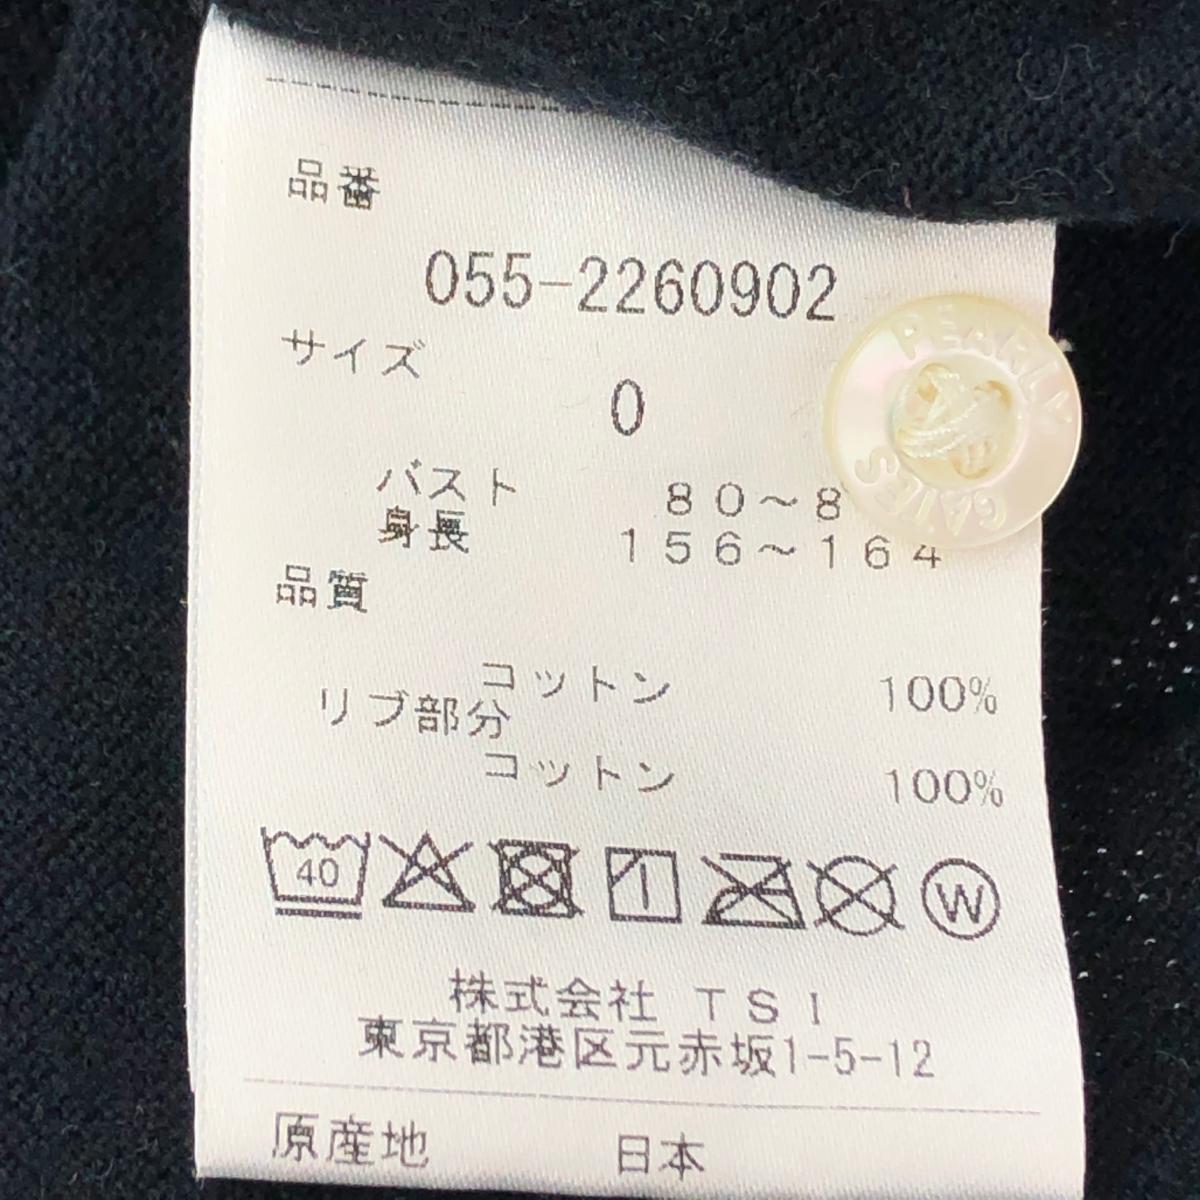 品番
055-2260902
サイズ
0
バスト 80~8
身長 156~164
品質
コットン 100%
リブ部分
コットン 100%
40
W
株式会社 TSI
東京都港区元赤坂1-5-12
原産地 日本
PEARLY
GATES